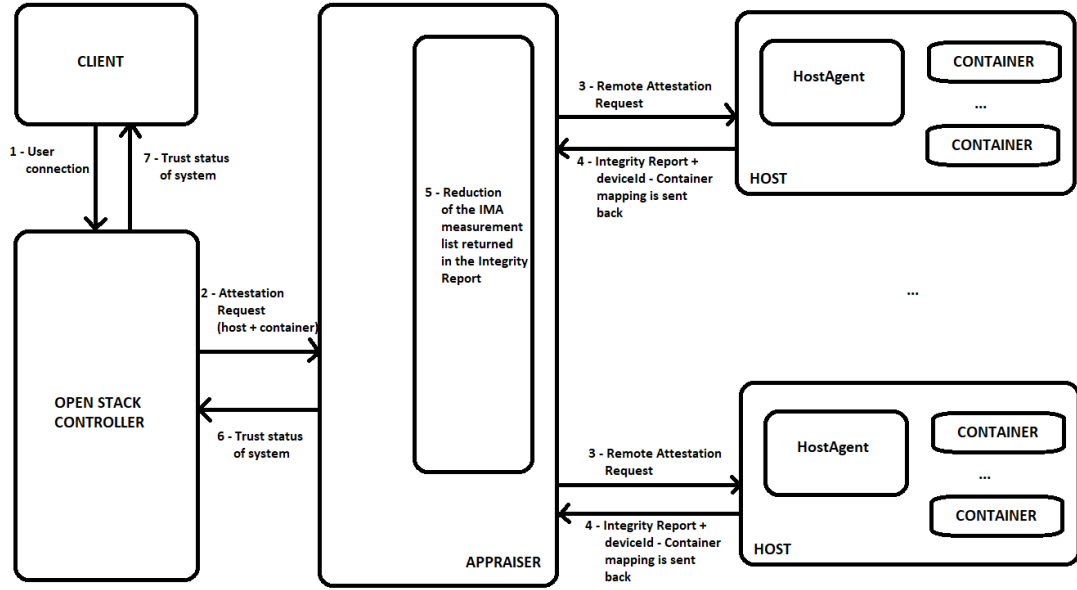 CLIENT
1 - User
connection
7 - Trust status
of system
OPEN STACK
CONTROLLER
2 - Attestation
Request
(host + container)
6 - Trust status
of system
5 - Reduction
of the IMA
measurement
list returned
in the Integrity
Report
APPRAISER
3 - Remote Attestation
Request
4 - Integrity Report +
deviceId - Container
mapping is sent
back
HostAgent
CONTAINER
...
CONTAINER
HOST
...
3 - Remote Attestation
Request
4 - Integrity Report +
deviceId - Container
mapping is sent
back
HostAgent
CONTAINER
...
CONTAINER
HOST